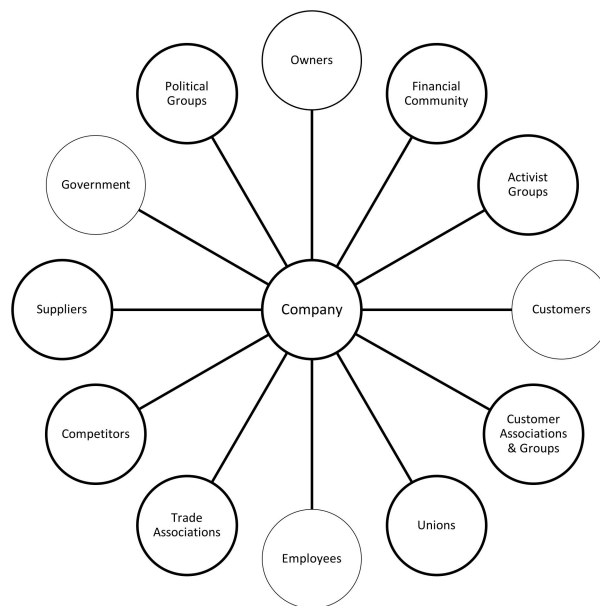 Owners
Political
Groups
Financial
Community
Government
Activist
Groups
Suppliers
Company
Customers
Competitors
Customer
Associations
& Groups
Trade
Associations
Unions
Employees